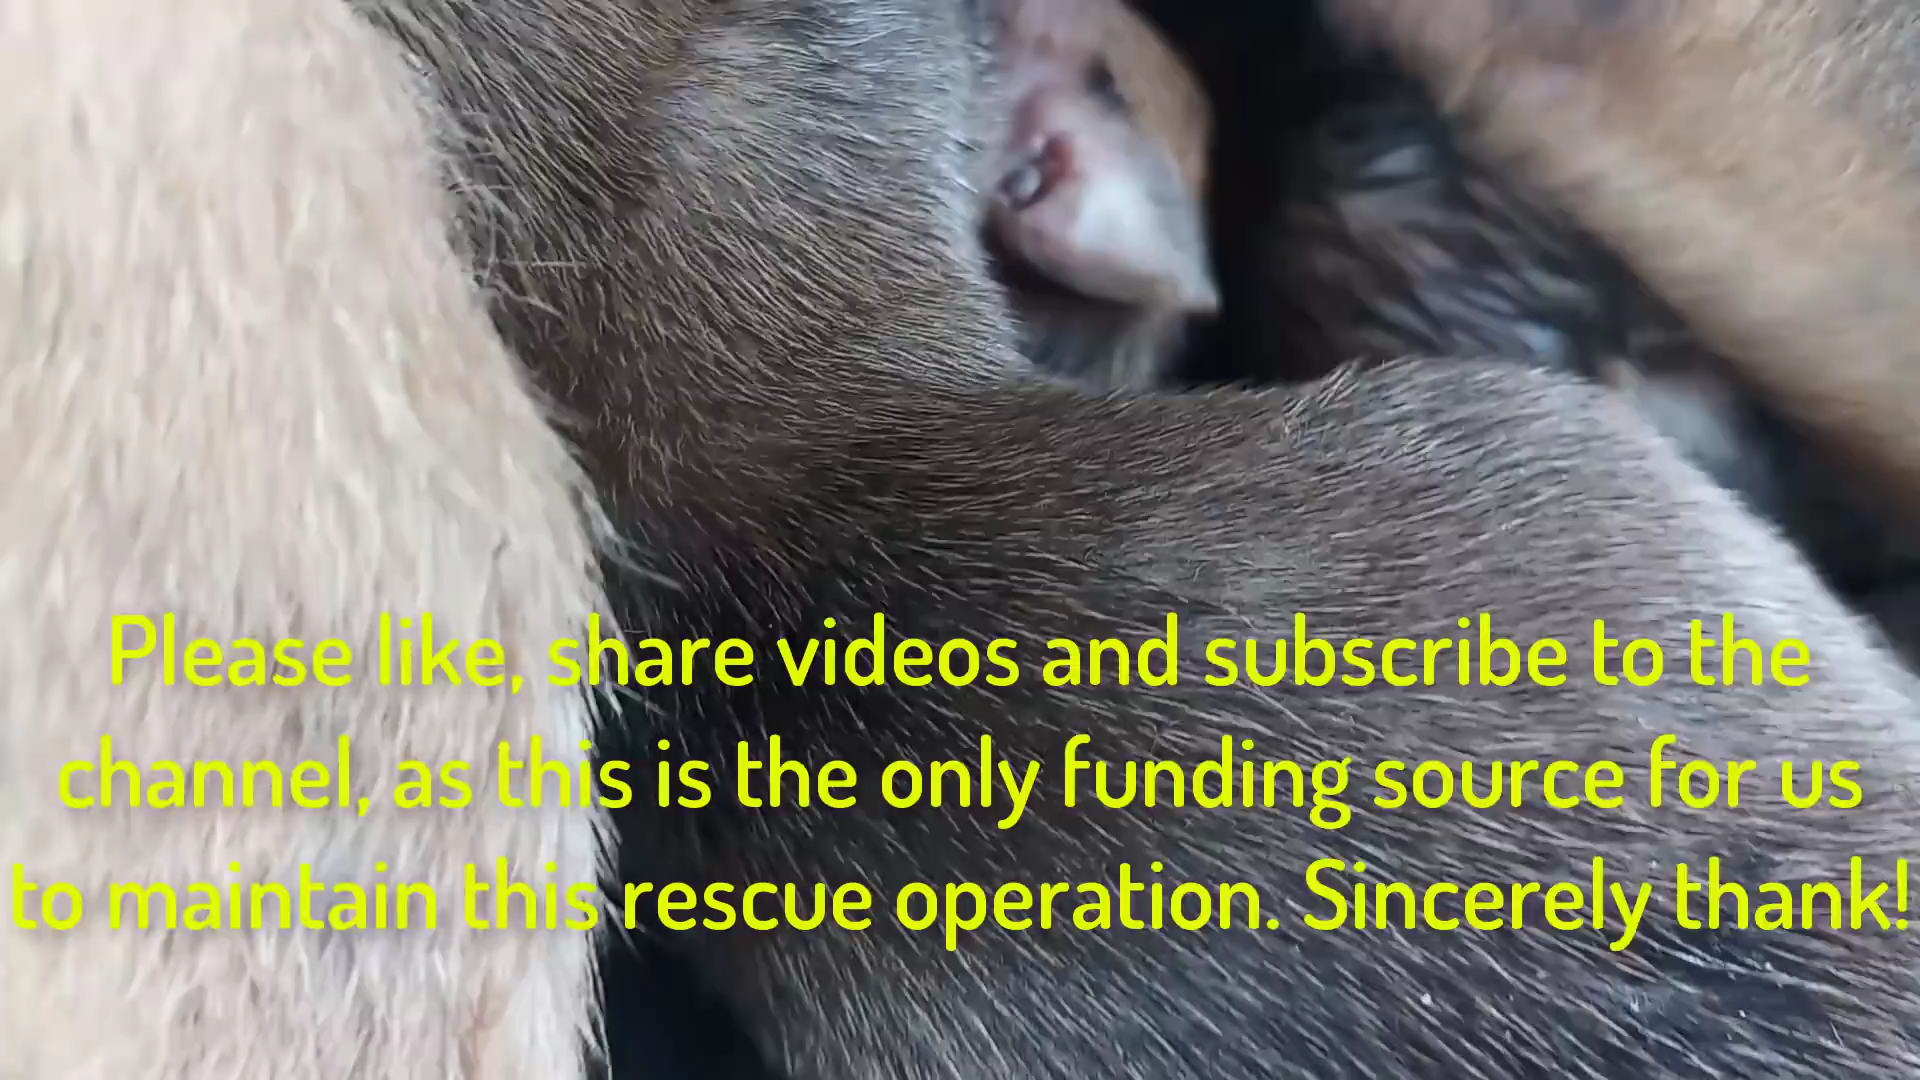 Please like, share videos and subscribe to the
channel, as this is the only funding source for us
to maintain this rescue operation. Sincerely thank!